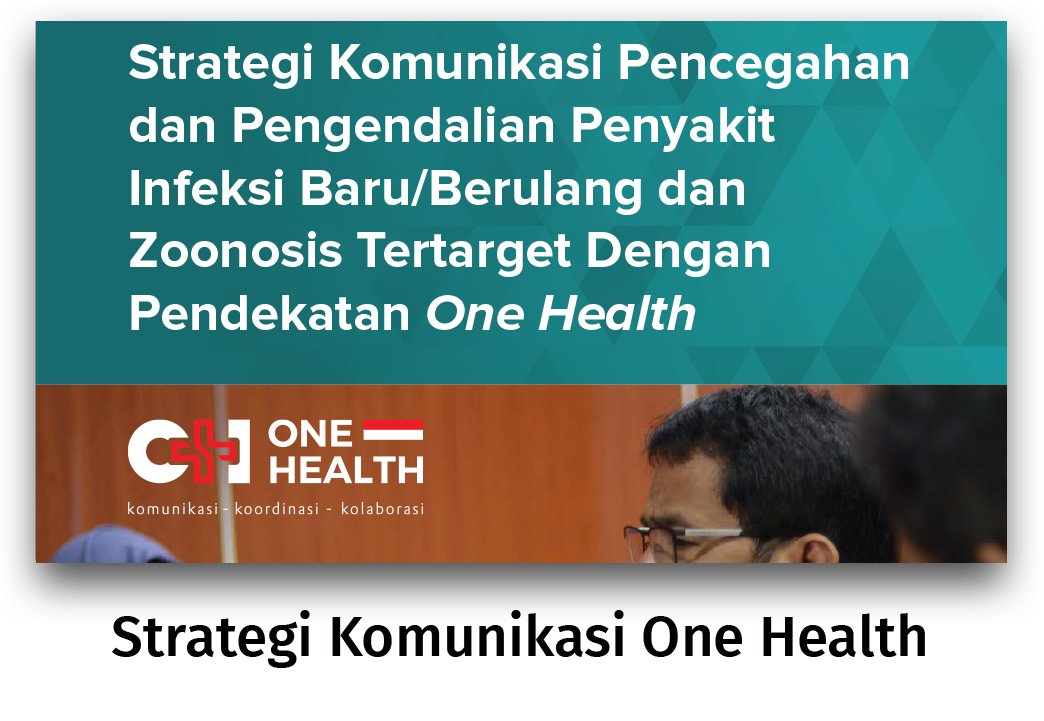 Strategi Komunikasi Pencegahan
dan Pengendalian Penyakit
Infeksi Baru/Berulang dan
Zoonosis Tertarget Dengan
Pendekatan One Health
OH ONE
HEALTH
komunikasi - koordinasi - kolaborasi
Strategi Komunikasi One Health